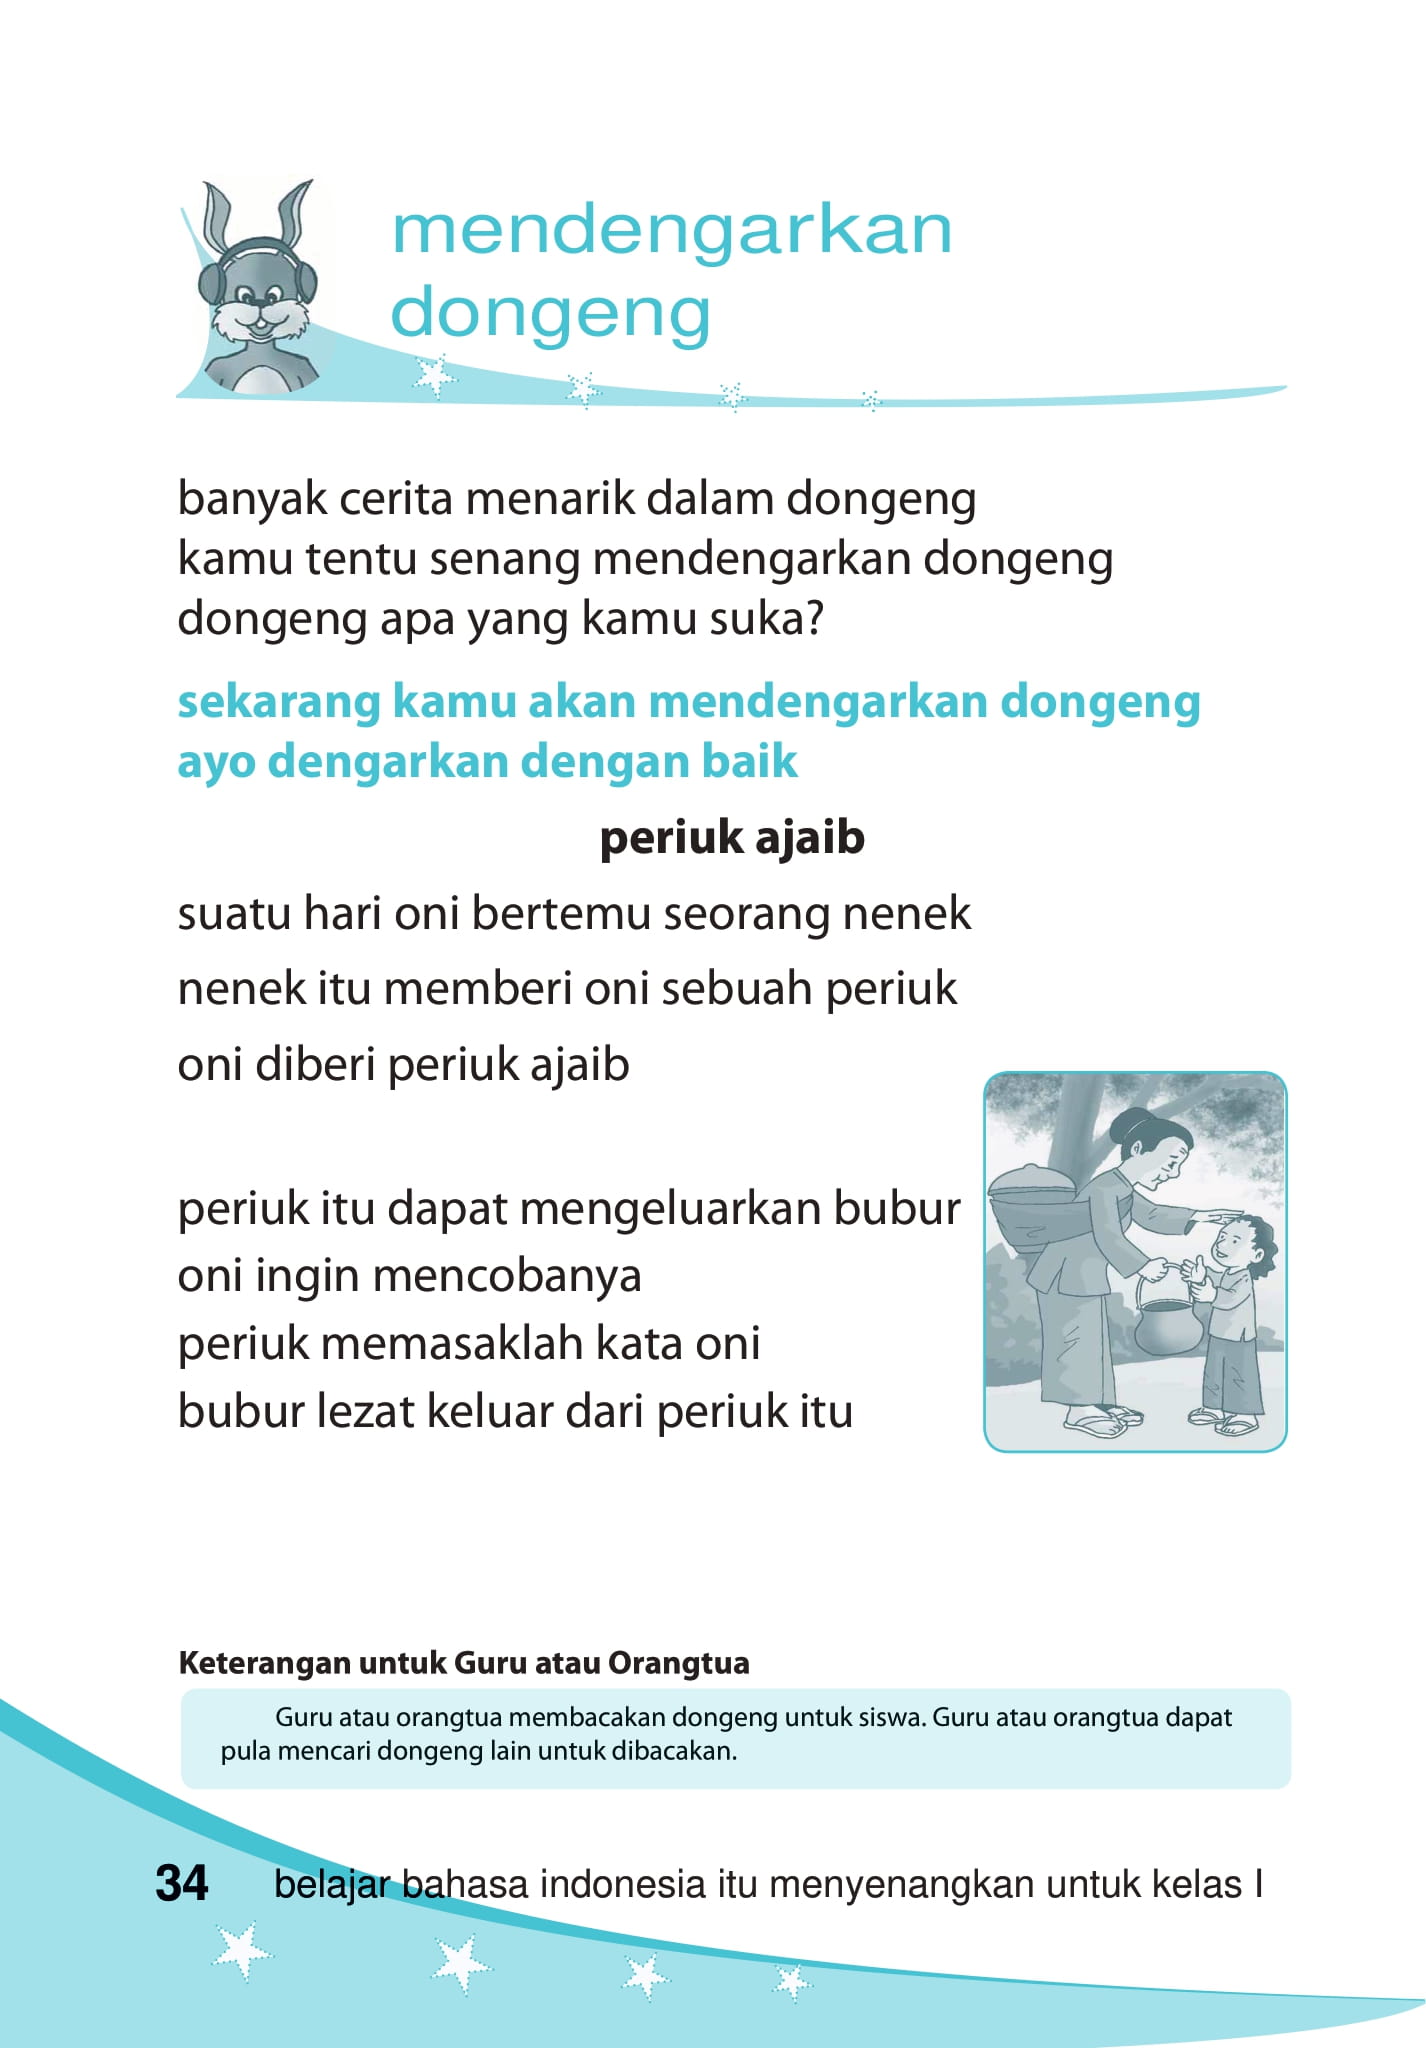 mendengarkan
dongeng
banyak cerita menarik dalam dongeng
kamu tentu senang mendengarkan dongeng
dongeng apa yang kamu suka?
sekarang kamu akan mendengarkan dongeng
ayo dengarkan dengan baik
periuk ajaib
suatu hari oni bertemu seorang nenek
nenek itu memberi oni sebuah periuk
oni diberi periuk ajaib
periuk itu dapat mengeluarkan bubur
oni ingin mencobanya
periuk memasaklah kata oni
bubur lezat keluar dari periuk itu
Keterangan untuk Guru atau Orangtua
Guru atau orangtua membacakan dongeng untuk siswa. Guru atau orangtua dapat
pula mencari dongeng lain untuk dibacakan.
34 belajar bahasa indonesia itu menyenangkan untuk kelas I